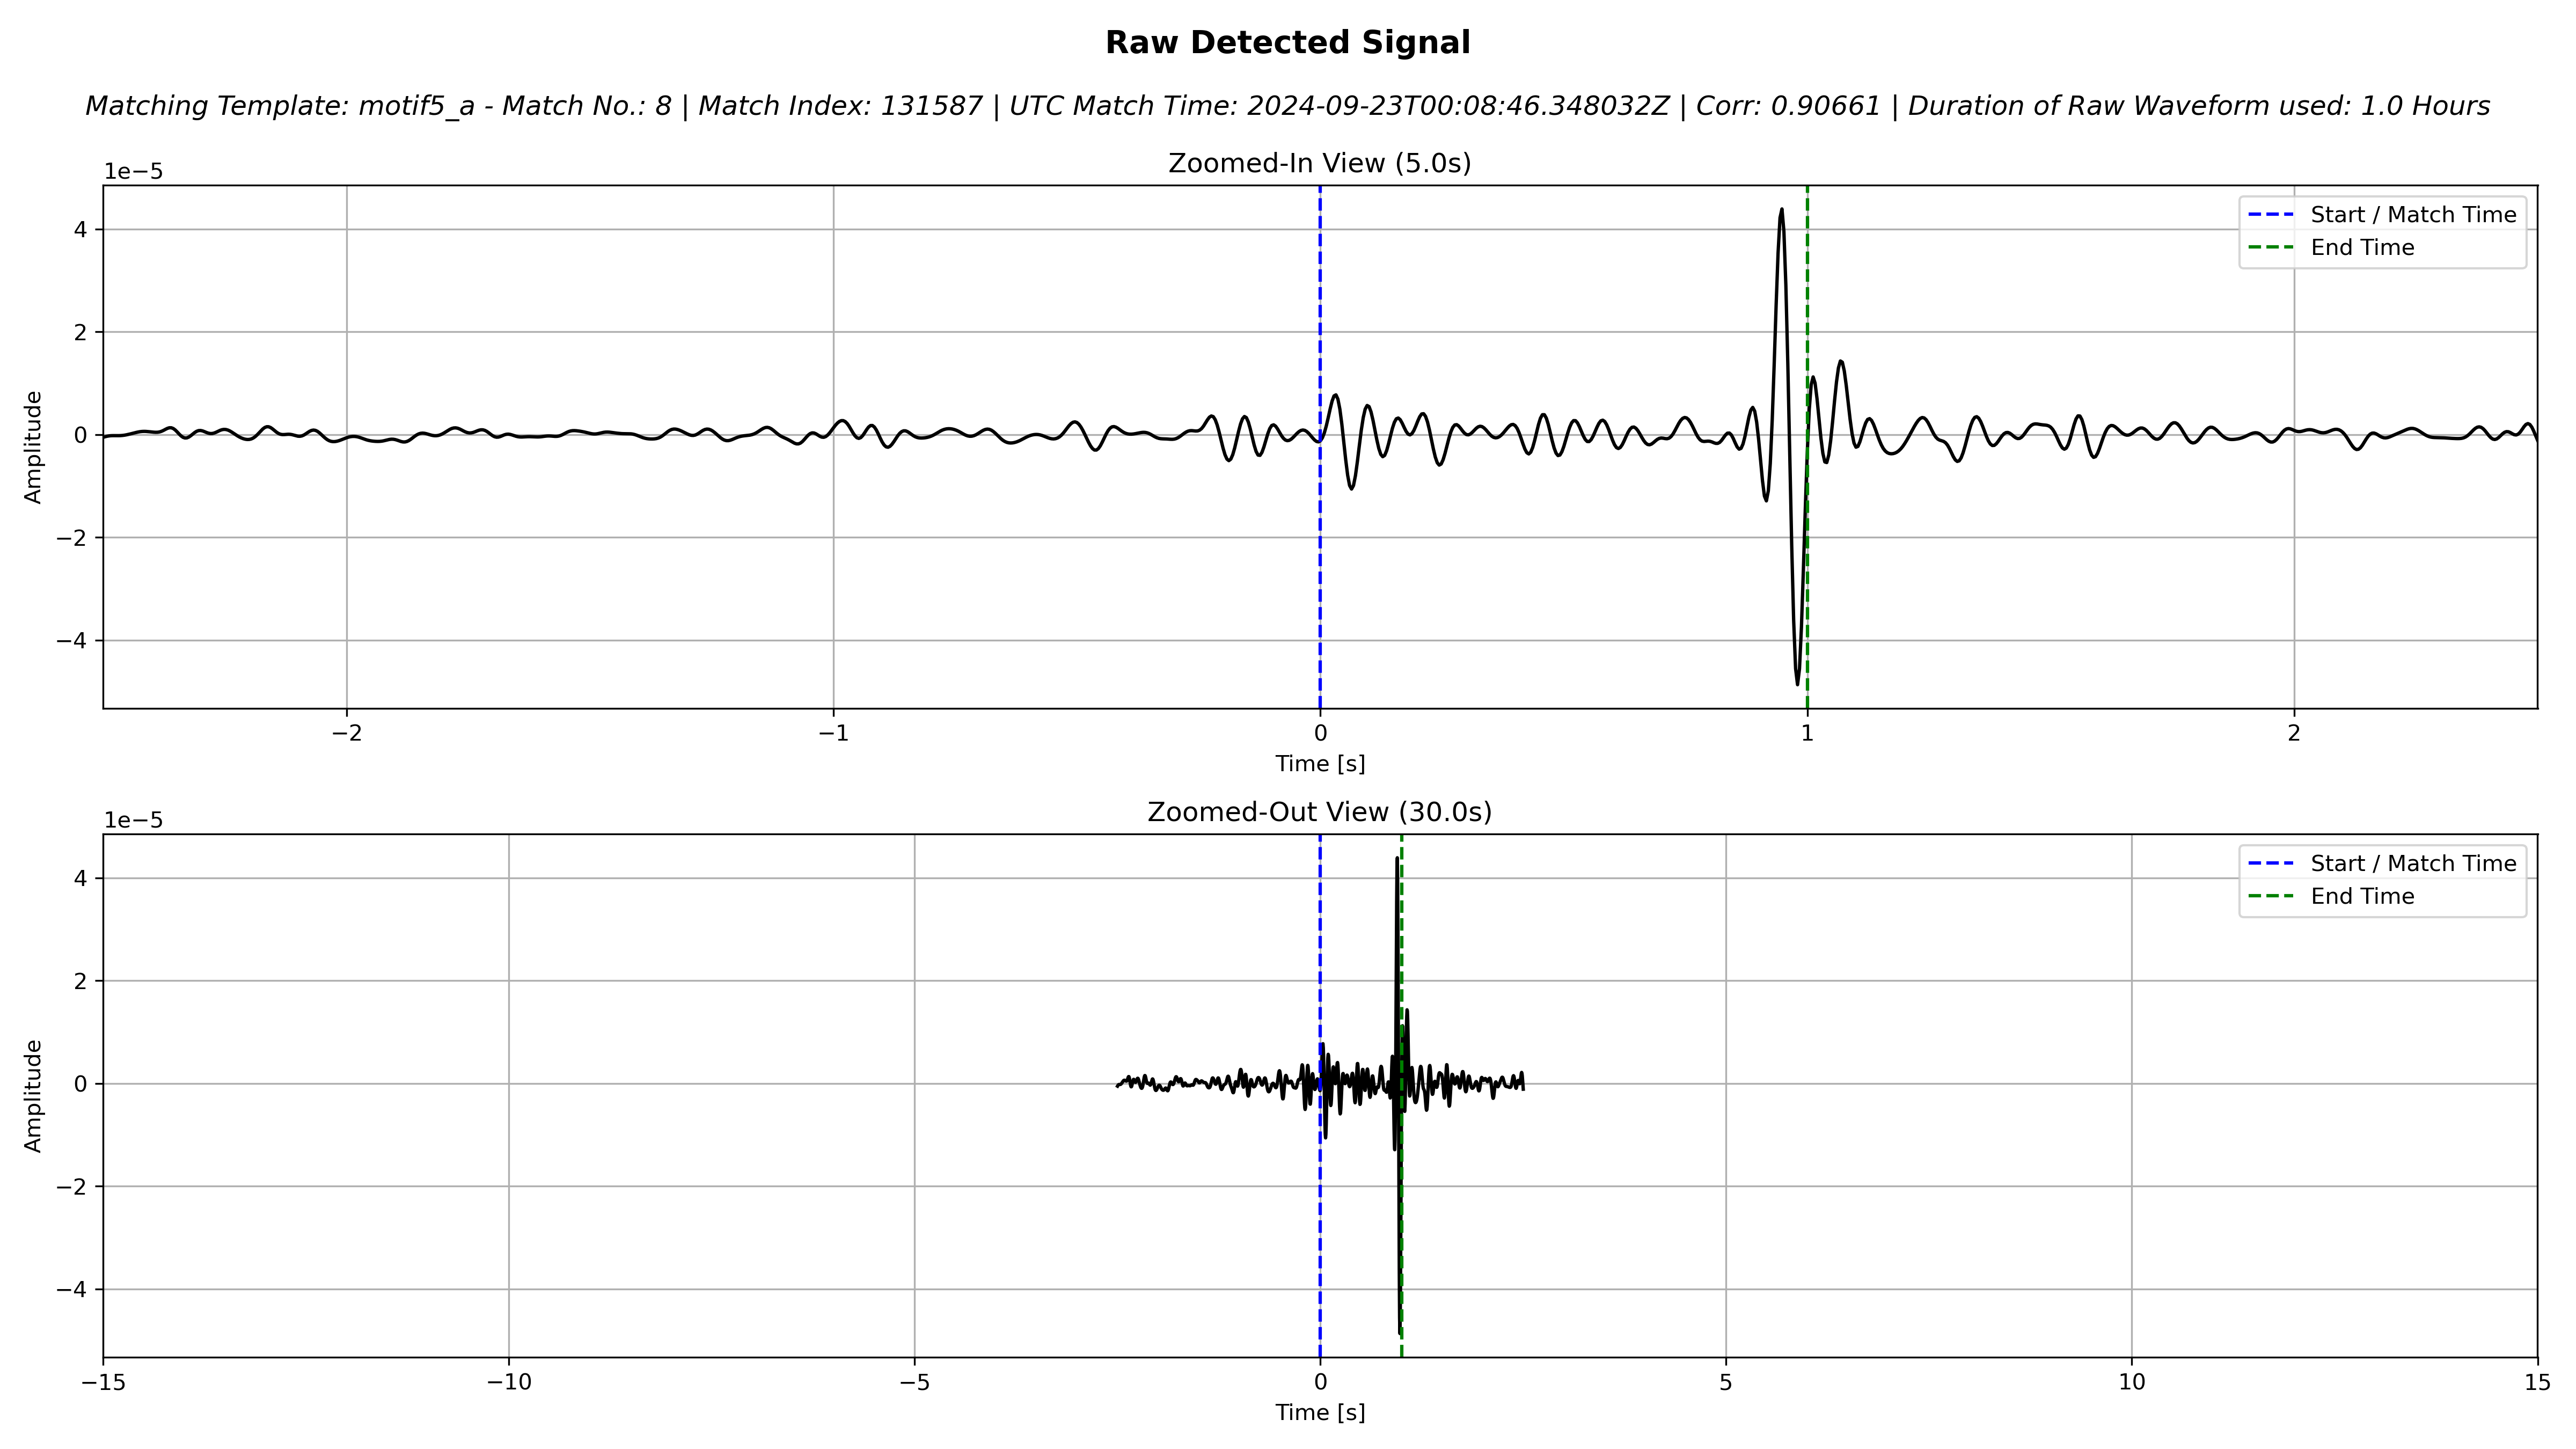 Raw Detected Signal
Matching Template: motif5_a - Match No.: 8 | Match Index: 131587 | UTC Match Time: 2024-09-23T00:08:46.348032Z | Corr: 0.90661 | Duration of Raw Waveform used: 1.0 Hours
Zoomed-In View (5.0s)
1e−5
Start / Match Time
End Time
4
2
0
−2
−4
Amplitude
−2 −1 0 1 2
Time [s]
Zoomed-Out View (30.0s)
1e−5
Start / Match Time
End Time
4
2
0
−2
−4
Amplitude
−15 −10 −5 0 5 10 15
Time [s]